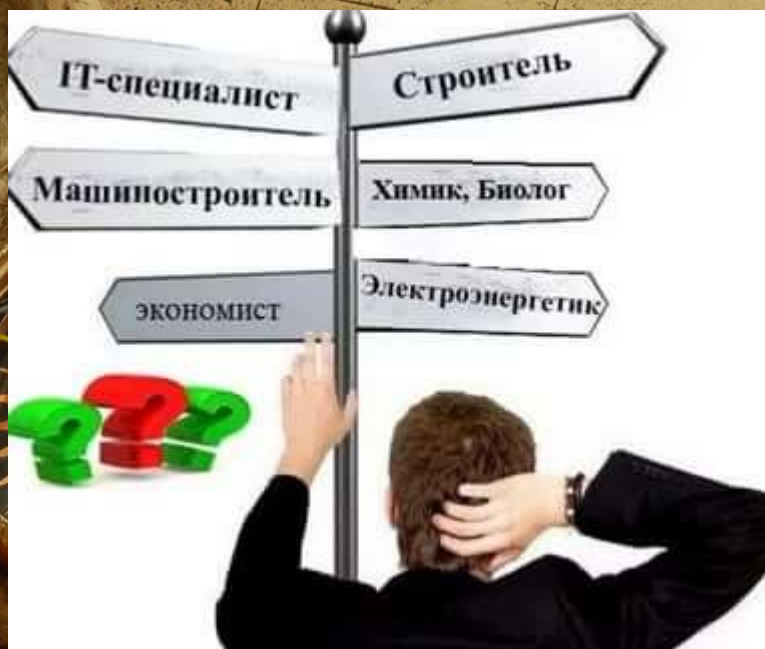 IT-специалист
Строитель
Машиностроитель
Химик, Биолог
экономист
Электроэнергетик